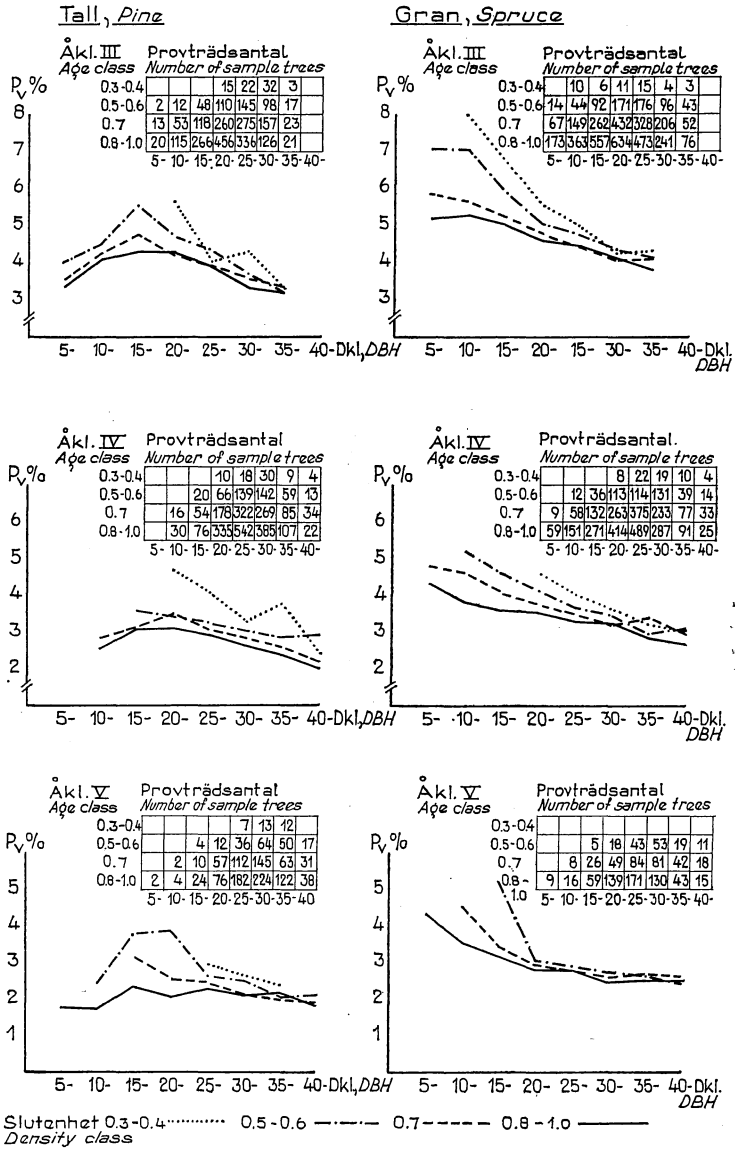 Tall, Pine
Åkl. III Provträdsantal
Age class Number of sample trees
0.3-0.4 15 22 32 3
0.5-0.6 2 12 48 110 145 98 17
0.7 13 53 118 260 275 157 23
0.8-1.0 20 115 266 456 336 126 21
5- 10- 15- 20- 25- 30- 35- 40-
Pv%
8
7
6
5
4
3
5- 10- 15- 20- 25- 30- 35- 40- Dkl, DBH
Gran, Spruce
Åkl. III Provträdsantal
Age class Number of sample trees
0.3-0.4 10 6 11 15 4 3
0.5-0.6 14 44 92 171 176 96 43
0.7 67 149 262 432 328 206 52
0.8-1.0 173 363 557 634 473 241 76
5- 10- 15- 20- 25- 30- 35- 40-
Pv%
8
7
6
5
4
3
5- 10- 15- 20- 25- 30- 35- 40-Dkl.
DBH
Åkl. IV Provträdsantal
Age class Number of sample trees
0.3-0.4 10 18 30 9 4
0.5-0.6 20 66 139 142 59 13
0.7 16 54 178 322 269 85 34
0.8-1.0 30 76 335 542 385 107 22
5- 10- 15- 20- 25- 30- 35- 40-
Pv%
6
5
4
3
2
5- 10- 15- 20- 25- 30- 35- 40-Dkl, DBH
Åkl. IV Provträdsantal.
Age class Number of sample trees
0.3-0.4 8 22 19 10 4
0.5-0.6 12 36 113 114 131 39 14
0.7 9 58 132 263 375 233 77 33
0.8-1.0 59 151 271 414 489 287 91 25
5- 10- 15- 20- 25- 30- 35- 40-
Pv%
6
5
4
3
2
5- 10- 15- 20- 25- 30- 35- 40-Dkl.
DBH
Åkl. V Provträdsantal
Age class Number of sample trees
0.3-0.4 7 13 12
0.5-0.6 4 12 36 64 50 17
0.7 2 10 57 112 145 63 31
0.8-1.0 2 4 24 76 182 224 122 38
5- 10- 15- 20- 25- 30- 35- 40
Pv%
5
4
3
2
1
5- 10- 15- 20- 25- 30- 35- 40-Dkl, DBH
Åkl. V Provträdsantal
Age class Number of sample trees
0.3-0.4
0.5-0.6 5 18 43 53 19 11
0.7 8 26 49 84 81 42 18
0.8-1.0 9 16 59 139 171 130 43 15
5- 10- 15- 20- 25- 30- 35- 40-
Pv%
5
4
3
2
1
5- 10- 15- 20- 25- 30- 35- 40-Dkl.
DBH
Slutenhet 0.3-0.4 0.5-0.6 0.7 0.8-1.0
Density class